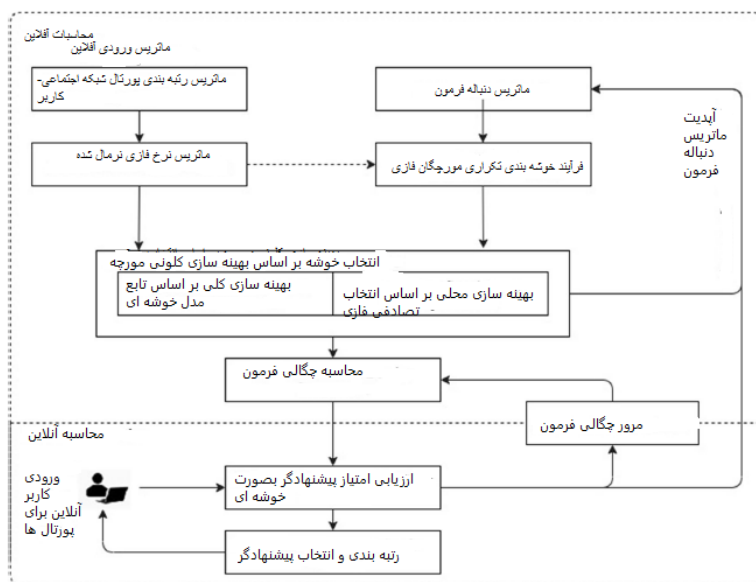 محاسبات آفلاین
ماتریس ورودی آفلاین
ماتریس رتبه بندی پورتال شبکه اجتماعی-
کاربر
ماتریس دنباله فرمون
آپدیت
ماتریس
دنباله
فرمون
ماتریس نرخ فازی نرمال شده
فرآیند خوشه بندی تکراری مورچگان فازی
انتخاب خوشه بر اساس بهینه سازی کلونی مورچه
بهینه سازی کلی بر اساس تابع
مدل خوشه ای
بهینه سازی محلی بر اساس انتخاب
تصادفی فازی
محاسبه چگالی فرمون
مرور چگالی فرمون
محاسبه آنلاین
ورودی
کاربر
آنلاین برای
پورتال ها
ارزیابی امتیاز پیشنهادگر بصورت
خوشه ای
رتبه بندی و انتخاب پیشنهادگر